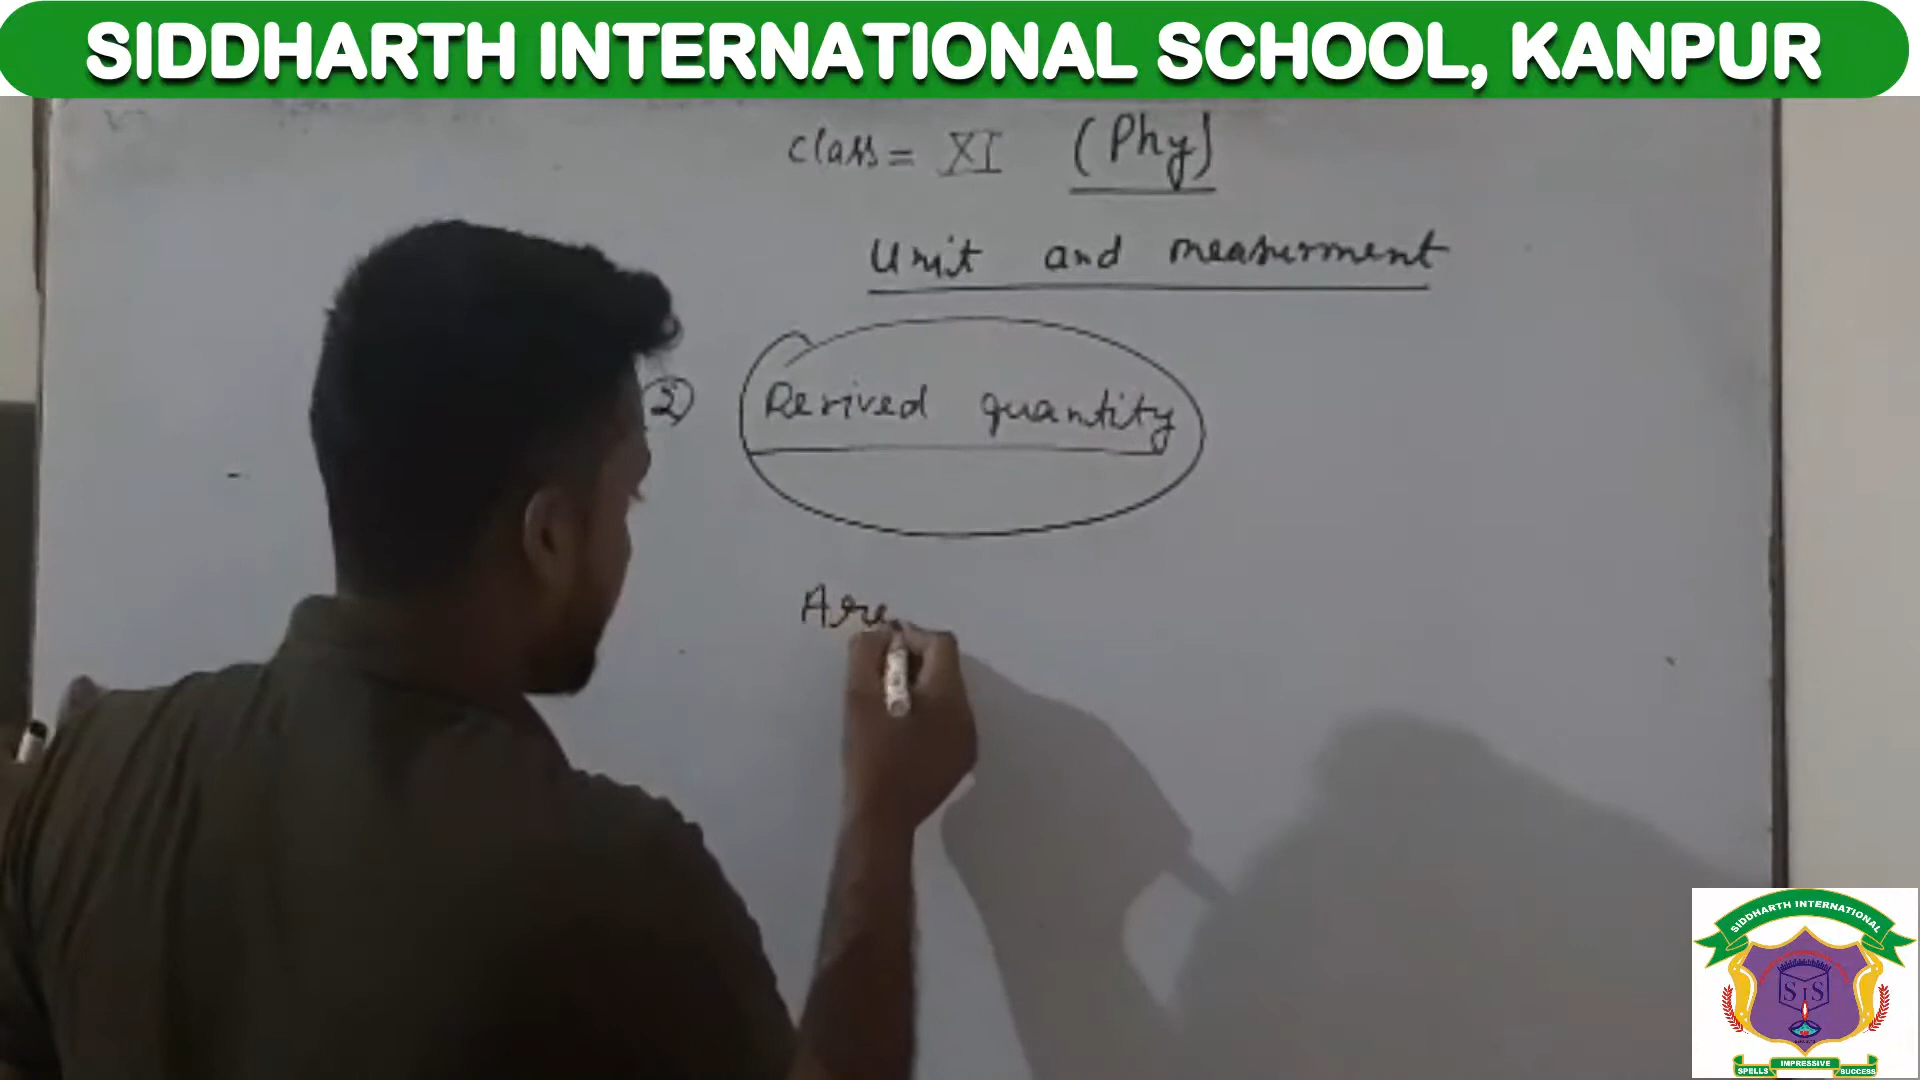 SIDDHARTH INTERNATIONAL SCHOOL, KANPUR
class = XI (Phy)
Unit and measurment
2 Derived quantity
Are
SIDDHARTH INTERNATIONAL
SIS
SPELLS IMPRESSIVE SUCCESS